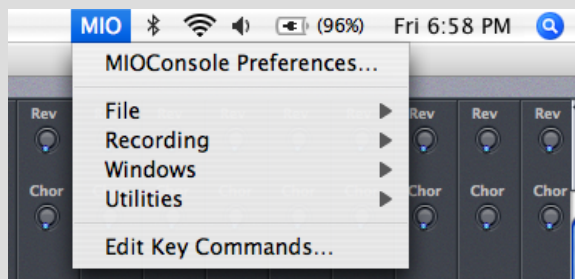 MIO (96%) Fri 6:58 PM
MIOConsole Preferences...
Rev File Rev Rev Rev
Recording
Windows
Chor Utilities Chor Chor Chor
Edit Key Commands...